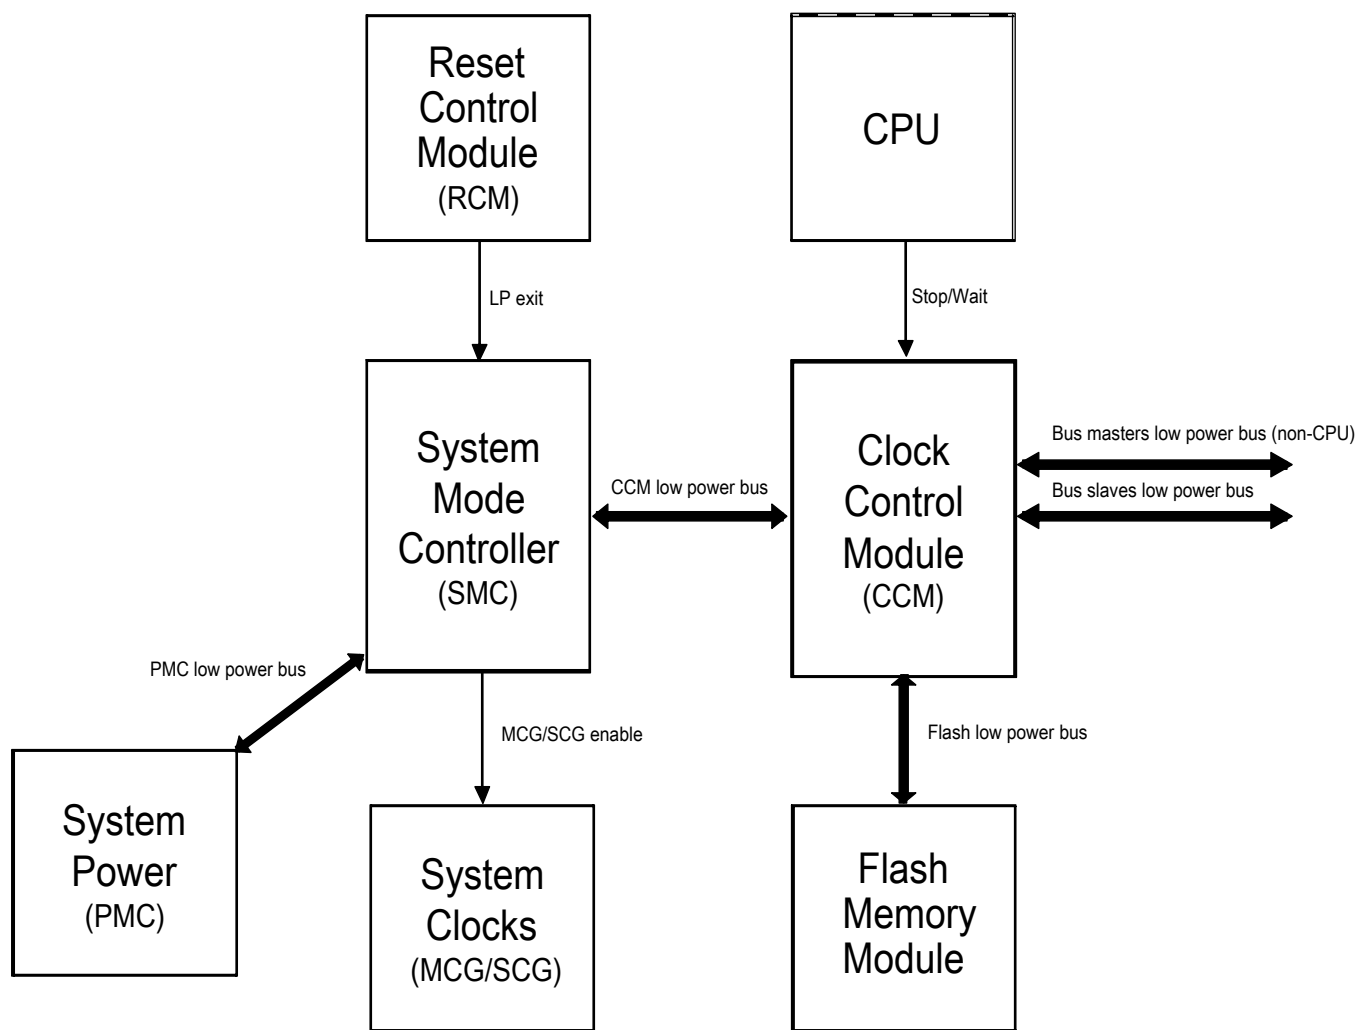 Reset
Control
Module
(RCM)
CPU
LP exit
Stop/Wait
System
Mode
Controller
(SMC)
CCM low power bus
Clock
Control
Module
(CCM)
Bus masters low power bus (non-CPU)
Bus slaves low power bus
PMC low power bus
MCG/SCG enable
Flash low power bus
System
Power
(PMC)
System
Clocks
(MCG/SCG)
Flash
Memory
Module